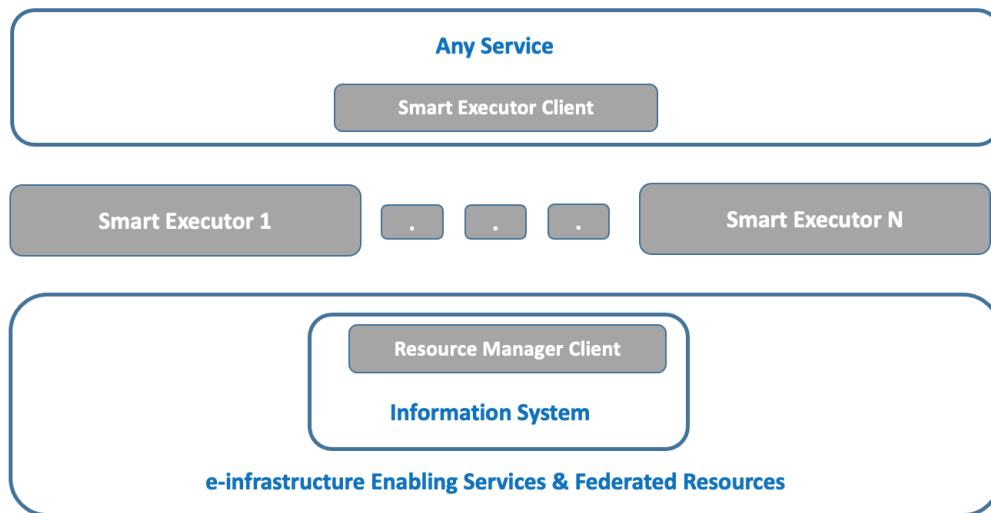 Any Service
Smart Executor Client
Smart Executor 1 . . . Smart Executor N
Resource Manager Client
Information System
e-infrastructure Enabling Services & Federated Resources